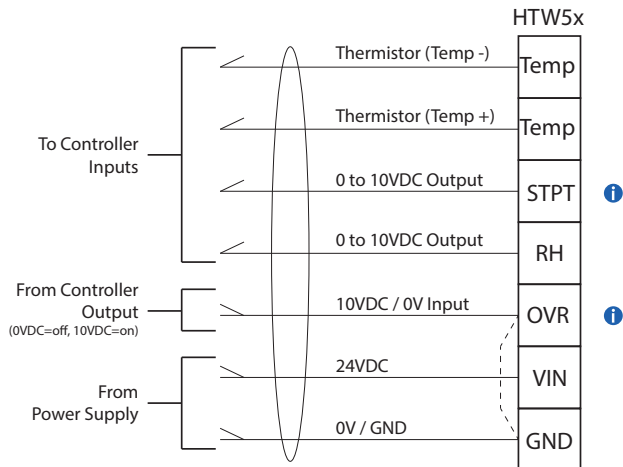 HTW5x
Thermistor (Temp -)
Temp
Thermistor (Temp +)
Temp
To Controller
Inputs
0 to 10VDC Output
STPT
i
0 to 10VDC Output
RH
From Controller
Output
(0VDC=off, 10VDC=on)
10VDC / 0V Input
OVR
i
24VDC
VIN
From
Power Supply
0V / GND
GND